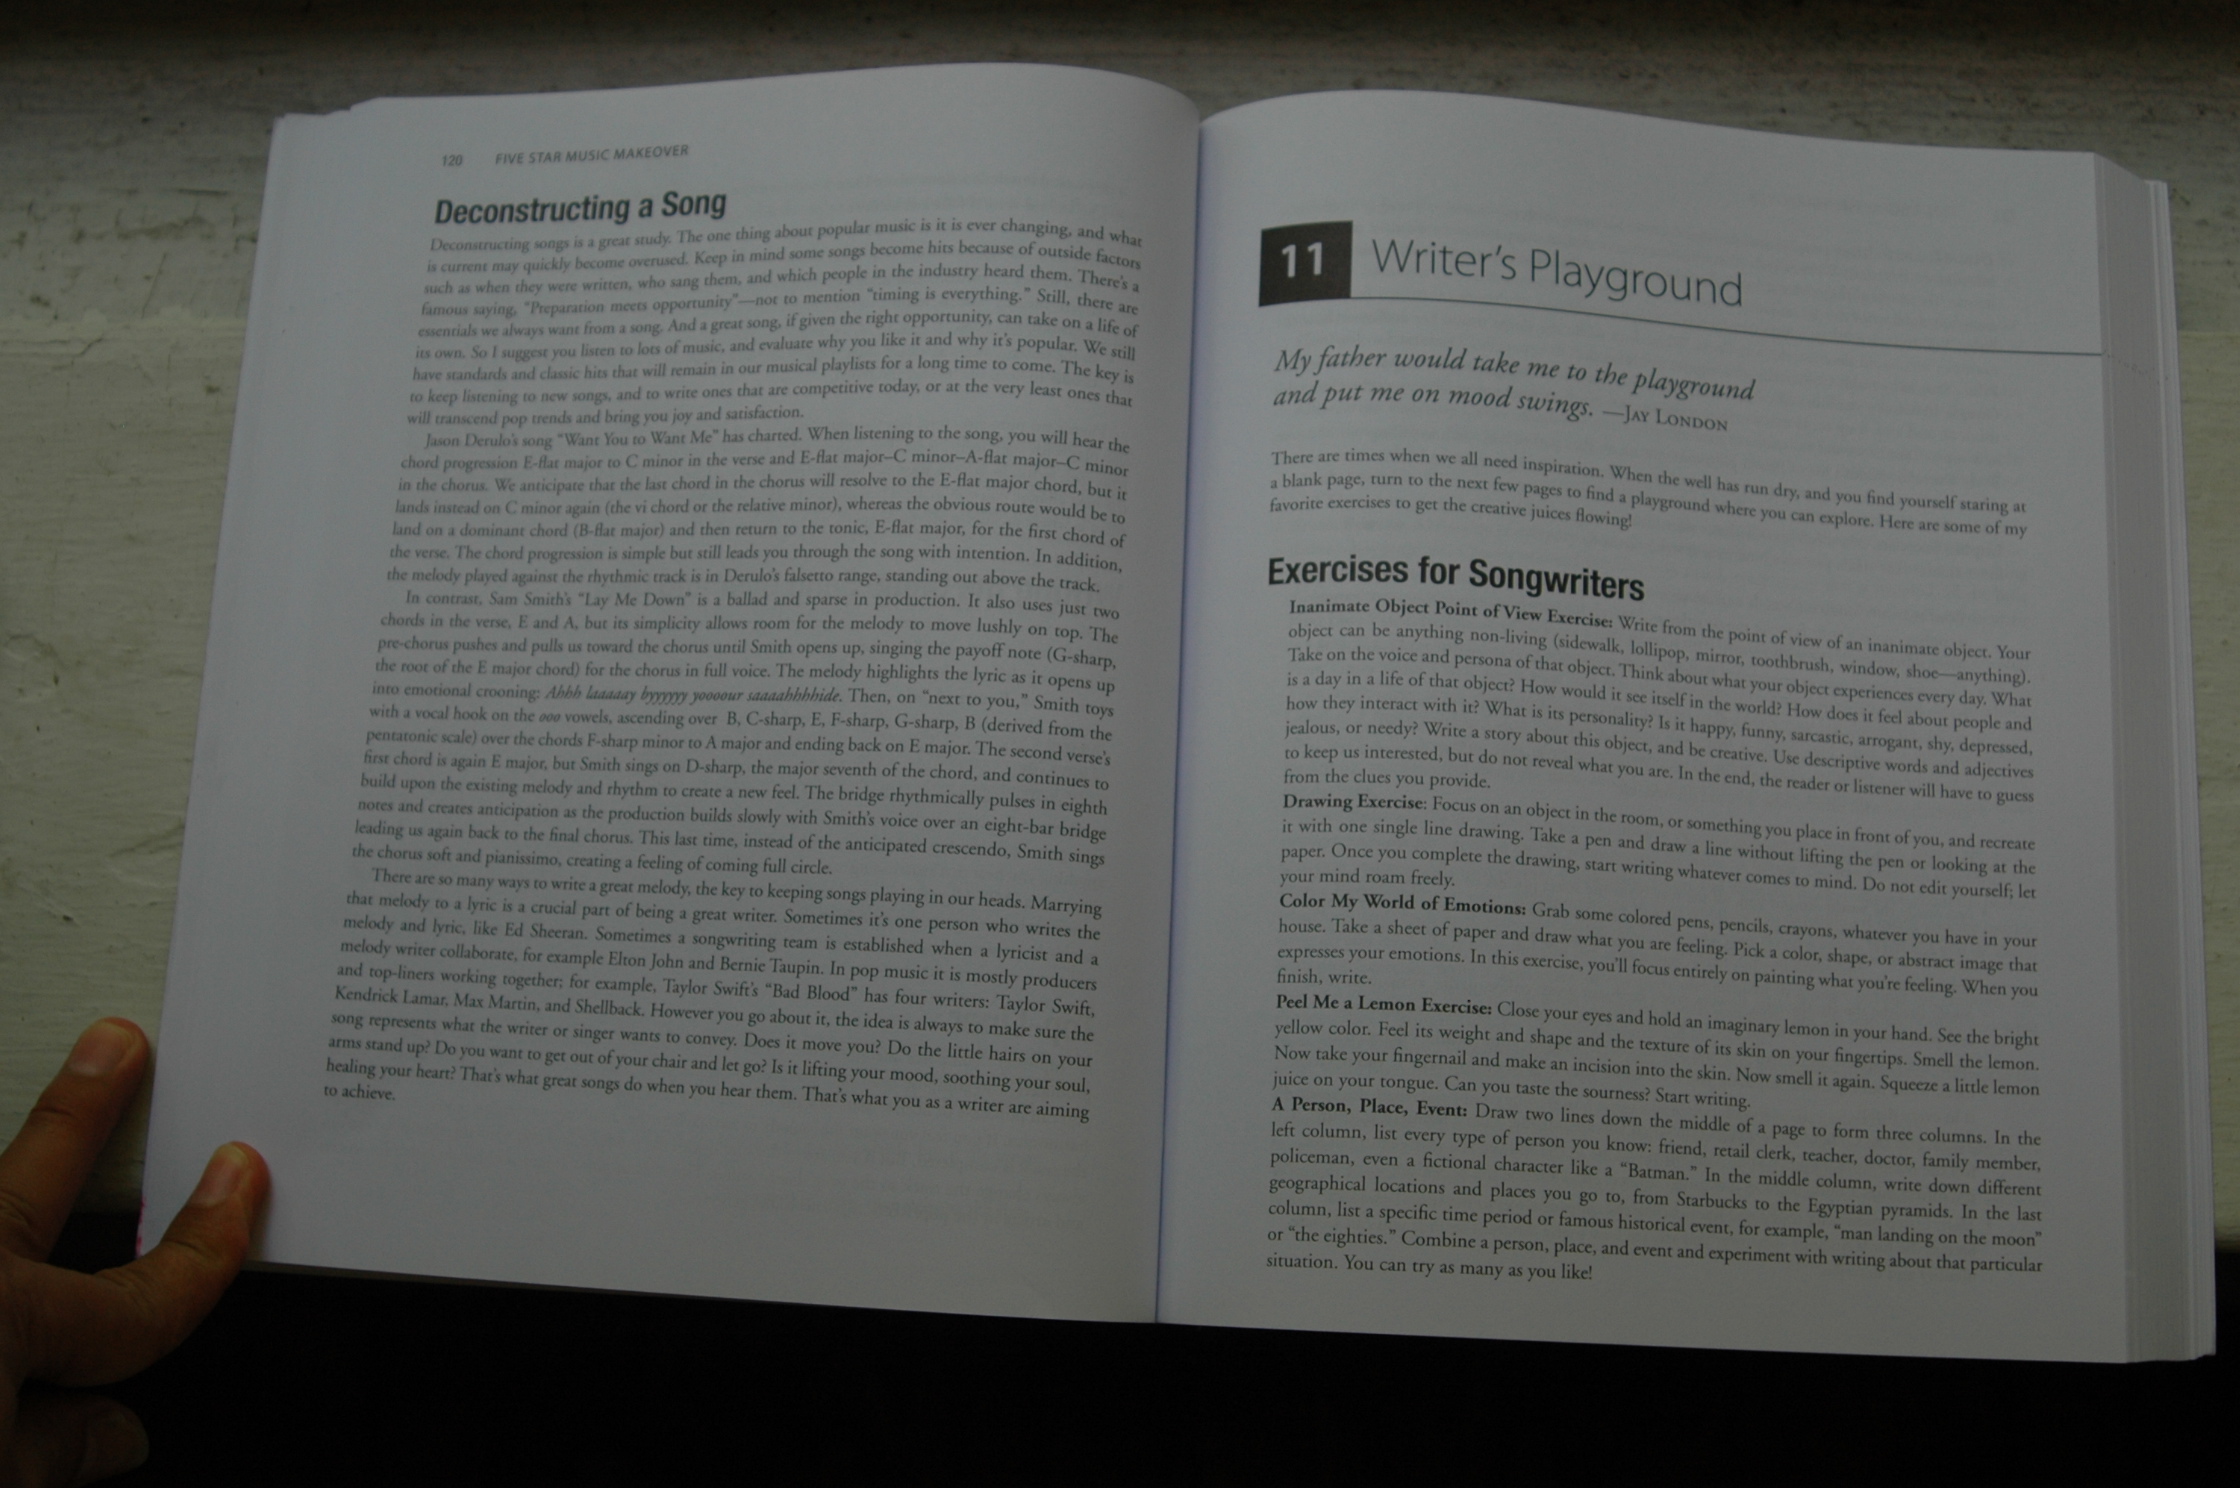 120 FIVE STAR MUSIC MAKEOVER
Deconstructing a Song
Deconstructing songs is a great study. The one thing about popular music is it is ever changing, and what
is current may quickly become overused. Keep in mind some songs become hits because of outside factors
such as when they were written, who sang them, and which people in the industry heard them. There's a
famous saying, "Preparation meets opportunity"—not to mention "timing is everything." Still, there are
essentials we always want from a song. And a great song, if given the right opportunity, can take on a life of
its own. So I suggest you listen to lots of music, and evaluate why you like it and why it's popular. We still
have standards and classic hits that will remain in our musical playlists for a long time to come. The key is
to keep listening to new songs, and to write ones that are competitive today, or at the very least ones that
will transcend pop trends and bring you joy and satisfaction.
Jason Derulo's song "Want You to Want Me" has charted. When listening to the song, you will hear the
chord progression E-flat major to C minor in the verse and E-flat major–C minor–A-flat major–C minor
in the chorus. We anticipate that the last chord in the chorus will resolve to the E-flat major chord, but it
lands instead on C minor again (the vi chord or the relative minor), whereas the obvious route would be to
land on a dominant chord (B-flat major) and then return to the tonic, E-flat major, for the first chord of
the verse. The chord progression is simple but still leads you through the song with intention. In addition,
the melody played against the rhythmic track is in Derulo's falsetto range, standing out above the track.
In contrast, Sam Smith's "Lay Me Down" is a ballad and sparse in production. It also uses just two
chords in the verse, E and A, but its simplicity allows room for the melody to move lushly on top. The
pre-chorus pushes and pulls us toward the chorus until Smith opens up, singing the payoff note (G-sharp,
the root of the E major chord) for the chorus in full voice. The melody highlights the lyric as it opens up
into emotional crooning: Ahhh laaaaay byyyyy yoooour saaaahhhhide. Then, on "next to you," Smith toys
with a vocal hook on the ooo vowels, ascending over B, C-sharp, E, F-sharp, G-sharp, B (derived from the
pentatonic scale) over the chords F-sharp minor to A major and ending back on E major. The second verse's
first chord is again E major, but Smith sings on D-sharp, the major seventh of the chord, and continues to
build upon the existing melody and rhythm to create a new feel. The bridge rhythmically pulses in eighth
notes and creates anticipation as the production builds slowly with Smith's voice over an eight-bar bridge
leading us again back to the final chorus. This last time, instead of the anticipated crescendo, Smith sings
the chorus soft and pianissimo, creating a feeling of coming full circle.
There are so many ways to write a great melody, the key to keeping songs playing in our heads. Marrying
that melody to a lyric is a crucial part of being a great writer. Sometimes it's one person who writes the
melody and lyric, like Ed Sheeran. Sometimes a songwriting team is established when a lyricist and a
melody writer collaborate, for example Elton John and Bernie Taupin. In pop music it is mostly producers
and top-liners working together; for example, Taylor Swift's "Bad Blood" has four writers: Taylor Swift,
Kendrick Lamar, Max Martin, and Shellback. However you go about it, the idea is always to make sure the
song represents what the writer or singer wants to convey. Does it move you? Do the little hairs on your
arms stand up? Do you want to get out of your chair and let go? Is it lifting your mood, soothing your soul,
healing your heart? That's what great songs do when you hear them. That's what you as a writer are aiming
to achieve.
11 Writer's Playground
My father would take me to the playground
and put me on mood swings. —JAY LONDON
There are times when we all need inspiration. When the well has run dry, and you find yourself staring at
a blank page, turn to the next few pages to find a playground where you can explore. Here are some of my
favorite exercises to get the creative juices flowing!
Exercises for Songwriters
Inanimate Object Point of View Exercise: Write from the point of view of an inanimate object. Your
object can be anything non-living (sidewalk, lollipop, mirror, toothbrush, window, shoe—anything).
Take on the voice and persona of that object. Think about what your object experiences every day. What
is a day in a life of that object? How would it see itself in the world? How does it feel about people and
how they interact with it? What is its personality? Is it happy, funny, sarcastic, arrogant, shy, depressed,
jealous, or needy? Write a story about this object, and be creative. Use descriptive words and adjectives
to keep us interested, but do not reveal what you are. In the end, the reader or listener will have to guess
from the clues you provide.
Drawing Exercise: Focus on an object in the room, or something you place in front of you, and recreate
it with one single line drawing. Take a pen and draw a line without lifting the pen or looking at the
paper. Once you complete the drawing, start writing whatever comes to mind. Do not edit yourself; let
your mind roam freely.
Color My World of Emotions: Grab some colored pens, pencils, crayons, whatever you have in your
house. Take a sheet of paper and draw what you are feeling. Pick a color, shape, or abstract image that
expresses your emotions. In this exercise, you'll focus entirely on painting what you're feeling. When you
finish, write.
Peel Me a Lemon Exercise: Close your eyes and hold an imaginary lemon in your hand. See the bright
yellow color. Feel its weight and shape and the texture of its skin on your fingertips. Smell the lemon.
Now take your fingernail and make an incision into the skin. Now smell it again. Squeeze a little lemon
juice on your tongue. Can you taste the sourness? Start writing.
A Person, Place, Event: Draw two lines down the middle of a page to form three columns. In the
left column, list every type of person you know: friend, retail clerk, teacher, doctor, family member,
policeman, even a fictional character like a "Batman." In the middle column, write down different
geographical locations and places you go to, from Starbucks to the Egyptian pyramids. In the last
column, list a specific time period or famous historical event, for example, "man landing on the moon"
or "the eighties." Combine a person, place, and event and experiment with writing about that particular
situation. You can try as many as you like!